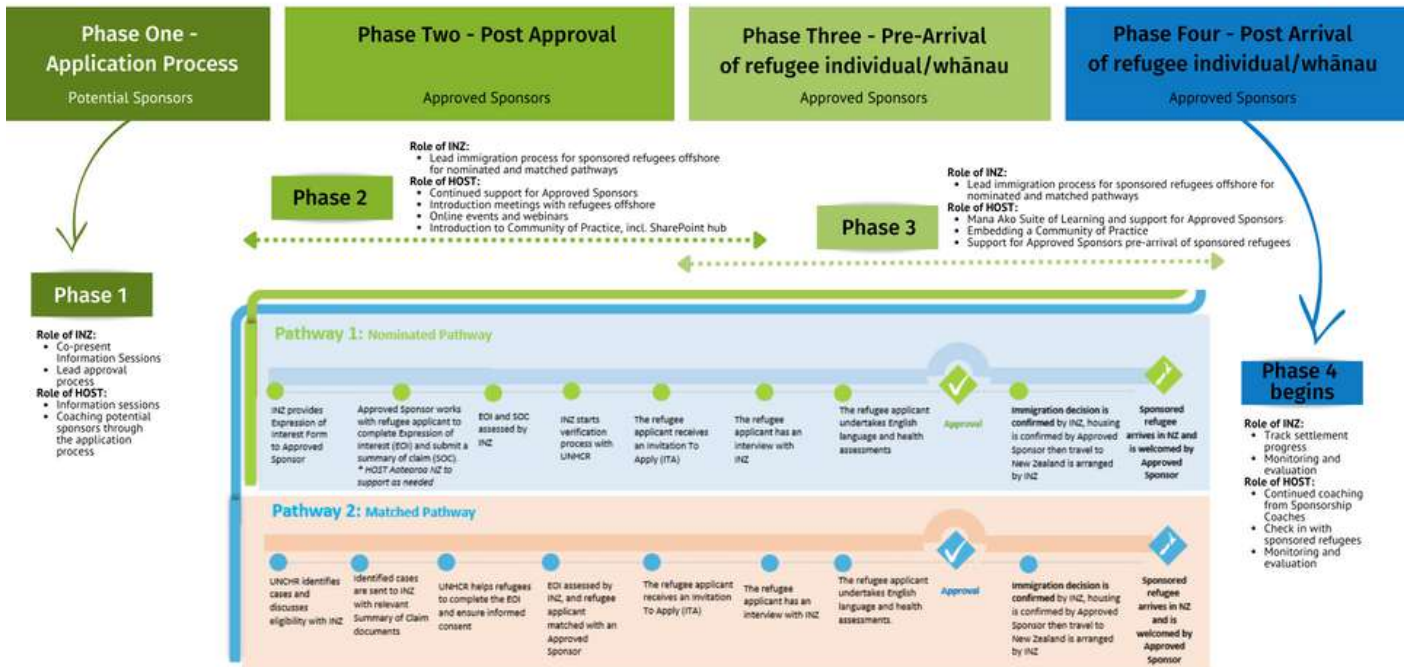 Phase One -
Application Process
Potential Sponsors
Phase Two - Post Approval
Approved Sponsors
Phase Three - Pre-Arrival
of refugee individual/whānau
Approved Sponsors
Phase Four - Post Arrival
of refugee individual/whānau
Approved Sponsors
Phase 2
Role of INZ:
• Lead immigration process for sponsored refugees offshore
for nominated and matched pathways
Role of HOST:
• Continued support for Approved Sponsors
• Introduction meetings with refugees offshore
• Online events and webinars
• Introduction to Community of Practice, incl. SharePoint hub
Phase 3
Role of INZ:
• Lead immigration process for sponsored refugees offshore for
nominated and matched pathways
Role of HOST:
• Mana Ako Suite of Learning and support for Approved Sponsors
• Embedding a Community of Practice
• Support for Approved Sponsors pre-arrival of sponsored refugees
Phase 1
Role of INZ:
• Co-present
Information Sessions
• Lead approval
process
Role of HOST:
• Information sessions
• Coaching potential
sponsors through
the application
process
Pathway 1: Nominated Pathway
INZ provides
Expression of
Interest Form
to Approved
Sponsor
Approved Sponsor works
with refugee applicant to
complete Expression of
interest (EOI) and submit a
summary of claim (SOC).
* HOST Aotearoa NZ to
support as needed
EOI and SOC
assessed by
INZ
INZ starts
verification
process with
UNHCR
The refugee
applicant receives
an Invitation To
Apply (ITA)
The refugee
applicant has an
interview with
INZ
The refugee applicant
undertakes English
language and health
assessments
Approval
Immigration decision is
confirmed by INZ, housing
is confirmed by Approved
Sponsor then travel to
New Zealand is arranged
by INZ
Sponsored
refugee
arrives in NZ and
is welcomed by
Approved
Sponsor
Pathway 2: Matched Pathway
UNCHR identifies
cases and
discusses
eligibility with INZ
Identified cases
are sent to INZ
with relevant
Summary of Claim
documents
UNHCR helps refugees
to complete the EOI
and ensure informed
consent
EOI assessed by
INZ, and refugee
applicant
matched with an
Approved
Sponsor
The refugee applicant
receives an Invitation
To Apply (ITA)
The refugee
applicant has an
interview with INZ
The refugee applicant
undertakes English
language and health
assessments.
Approval
Immigration decision is
confirmed by INZ, housing
is confirmed by Approved
Sponsor then travel to
New Zealand is arranged
by INZ
Sponsored
refugee
arrives in NZ
and is
welcomed by
Approved
Sponsor
Phase 4
begins
Role of INZ:
• Track settlement
progress
• Monitoring and
evaluation
Role of HOST:
• Continued coaching
from Sponsorship
Coaches
• Check in with
sponsored refugees
• Monitoring and
evaluation